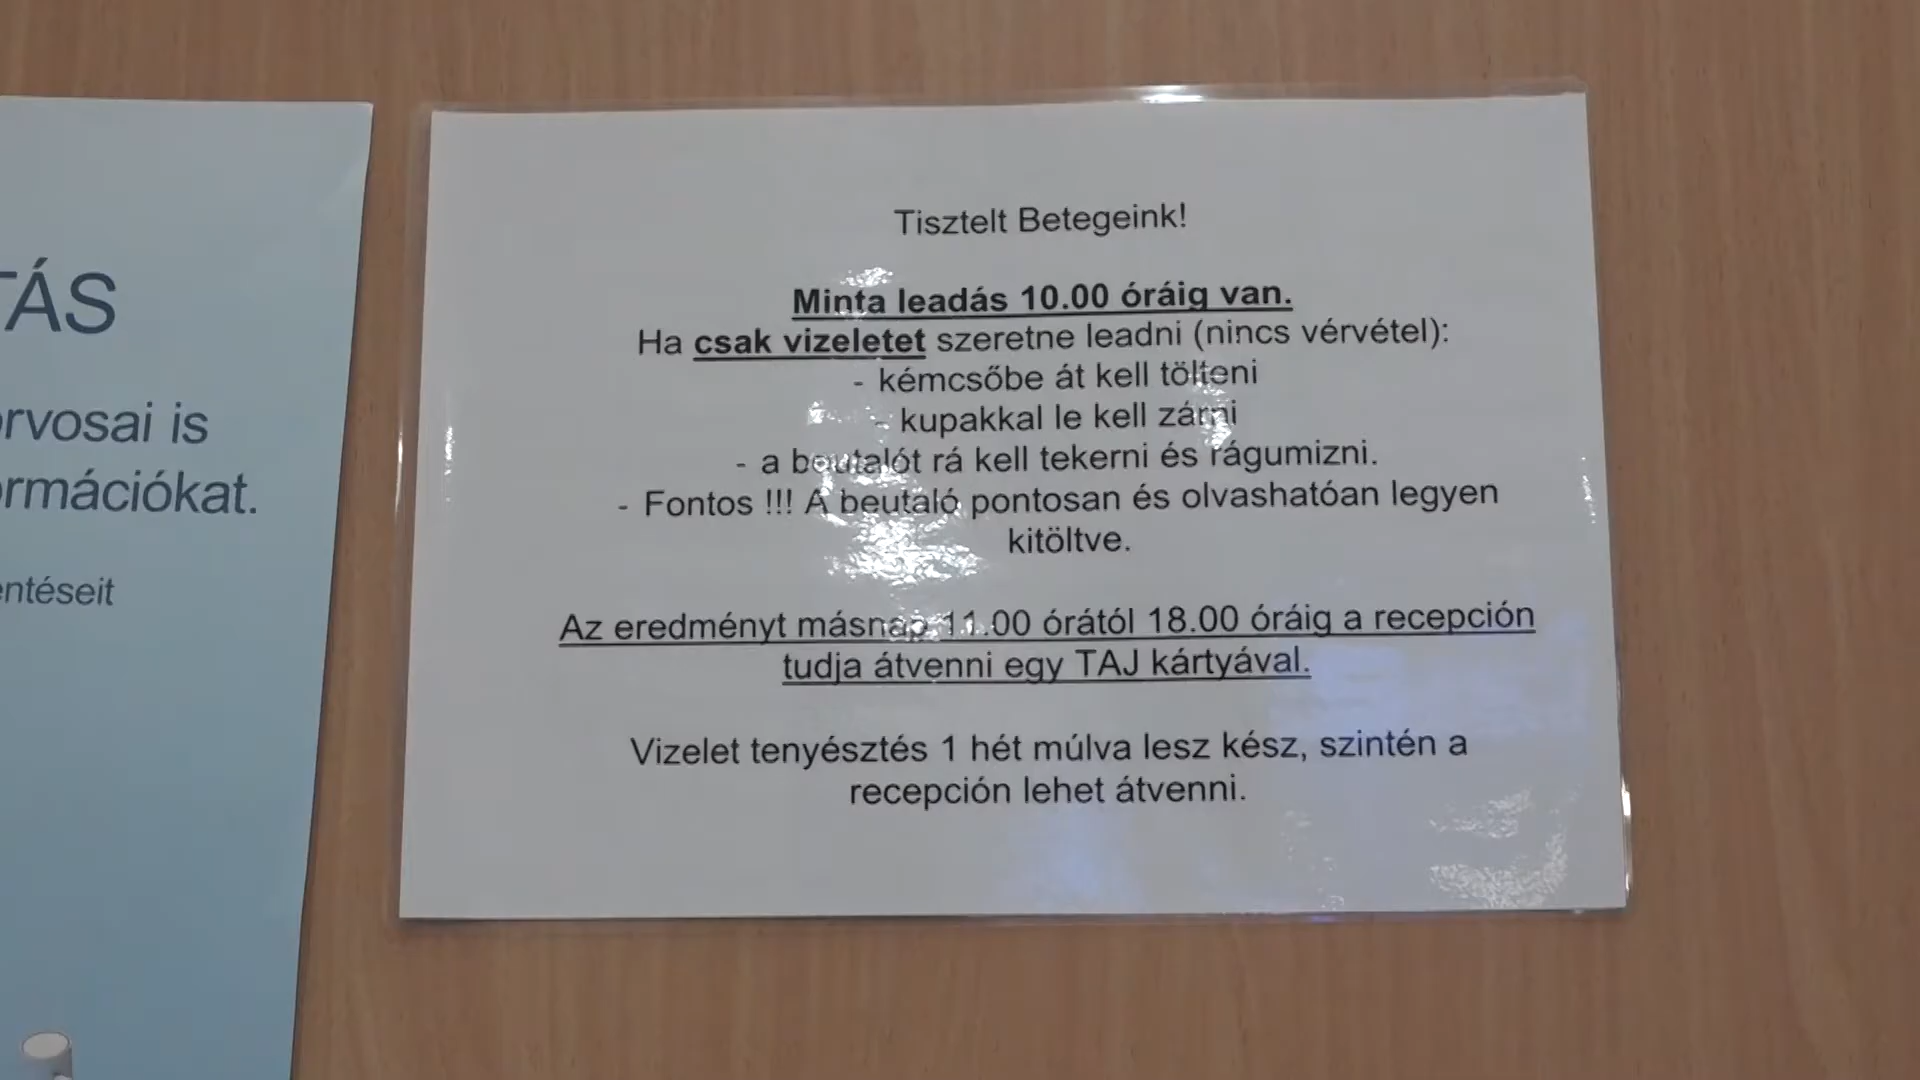 TÁS
orvosai is
ormációkat.
entéseit
Tisztelt Betegeink!
Minta leadás 10.00 óráig van.
Ha csak vizeletet szeretne leadni (nincs vérvétel):
- kémcsőbe át kell tölteni
- kupakkal le kell zárni
- a beutalót rá kell tekerni és rágumizni.
- Fontos !!! A beutaló pontosan és olvashatóan legyen
kitöltve.
Az eredményt másnap 11.00 órától 18.00 óráig a recepción
tudja átvenni egy TAJ kártyával.
Vizelet tenyésztés 1 hét múlva lesz kész, szintén a
recepción lehet átvenni.